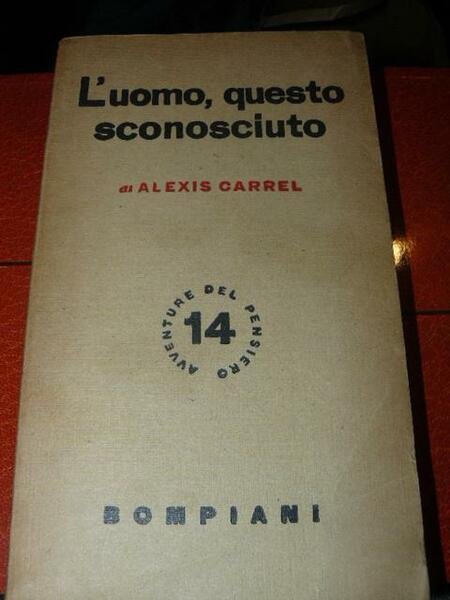 L'uomo, questo
sconosciuto
di ALEXIS CARREL
AVVENTURE DEL PENSIERO
14
BOMPIANI